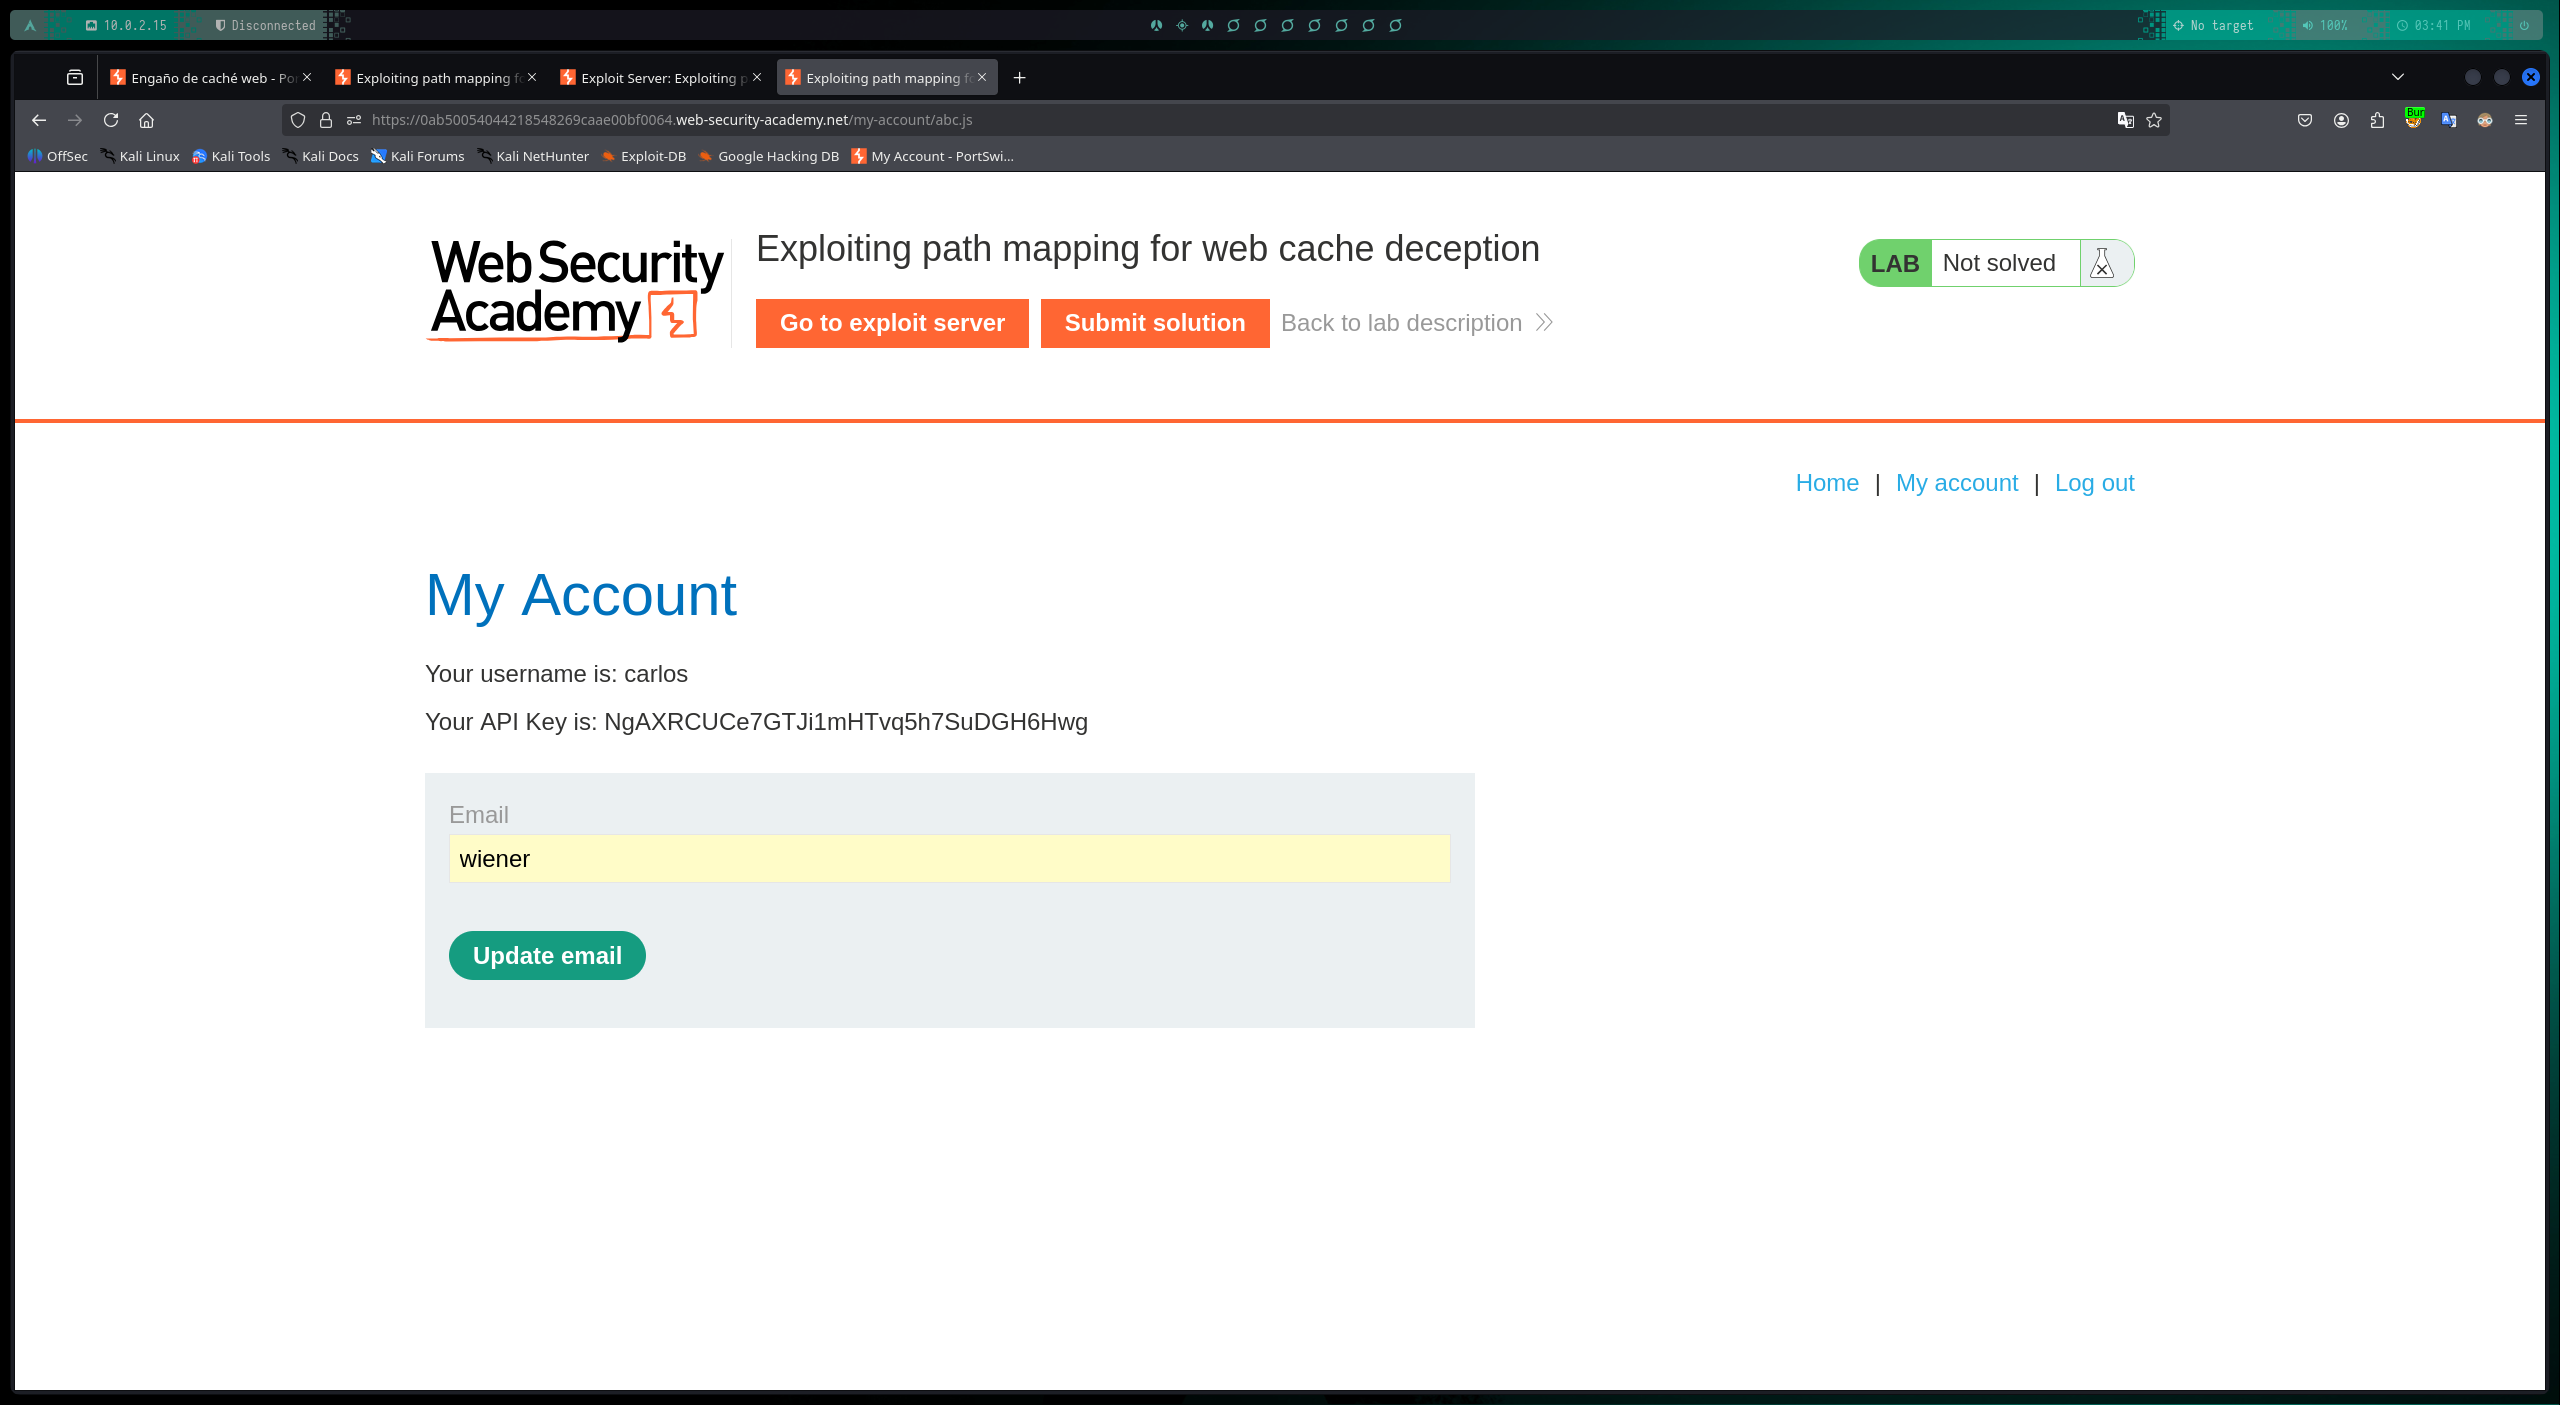 10.0.2.15 Disconnected No target 100% 03:41 PM
Engaño de caché web - Por Exploiting path mapping fo Exploit Server: Exploiting p Exploiting path mapping fo
https://0ab50054044218548269caae00bf0064.web-security-academy.net/my-account/abc.js
Bur
OffSec Kali Linux Kali Tools Kali Docs Kali Forums Kali NetHunter Exploit-DB Google Hacking DB My Account - PortSwi...
Web Security
Academy
Exploiting path mapping for web cache deception
LAB Not solved
Go to exploit server Submit solution Back to lab description
Home | My account | Log out
My Account
Your username is: carlos
Your API Key is: NgAXRCUCe7GTJi1mHTvq5h7SuDGH6Hwg
Email
wiener
Update email